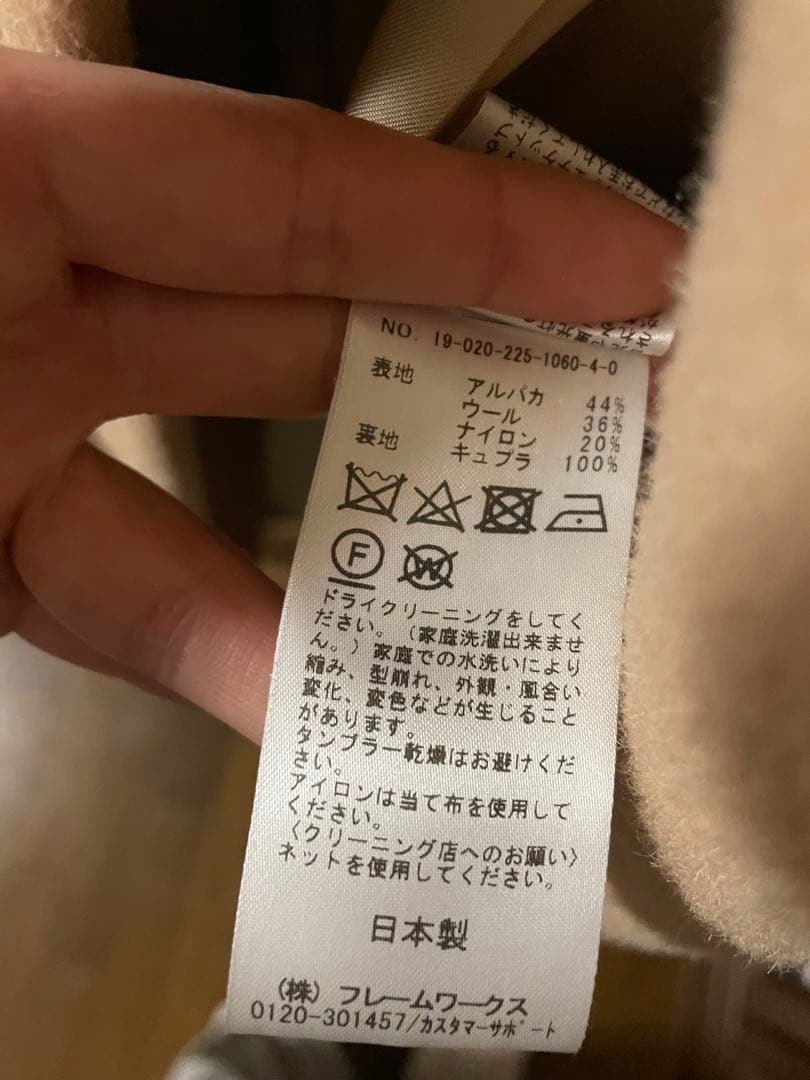 NO. 19-020-225-1060-4-0
表地 アルパカ 44%
ウール 36%
ナイロン 20%
裏地 キュプラ 100%
F W
ドライクリーニングをしてく
ださい。(家庭洗濯出来ませ
ん。)家庭での水洗いにより
縮み、型崩れ、外観・風合い
変化、変色などが生じること
があります。
タンブラー乾燥はお避けくだ
さい。
アイロンは当て布を使用して
ください。
〈クリーニング店へのお願い〉
ネットを使用してください。
日本製
(株) フレームワークス
0120-301457/カスタマーサポート